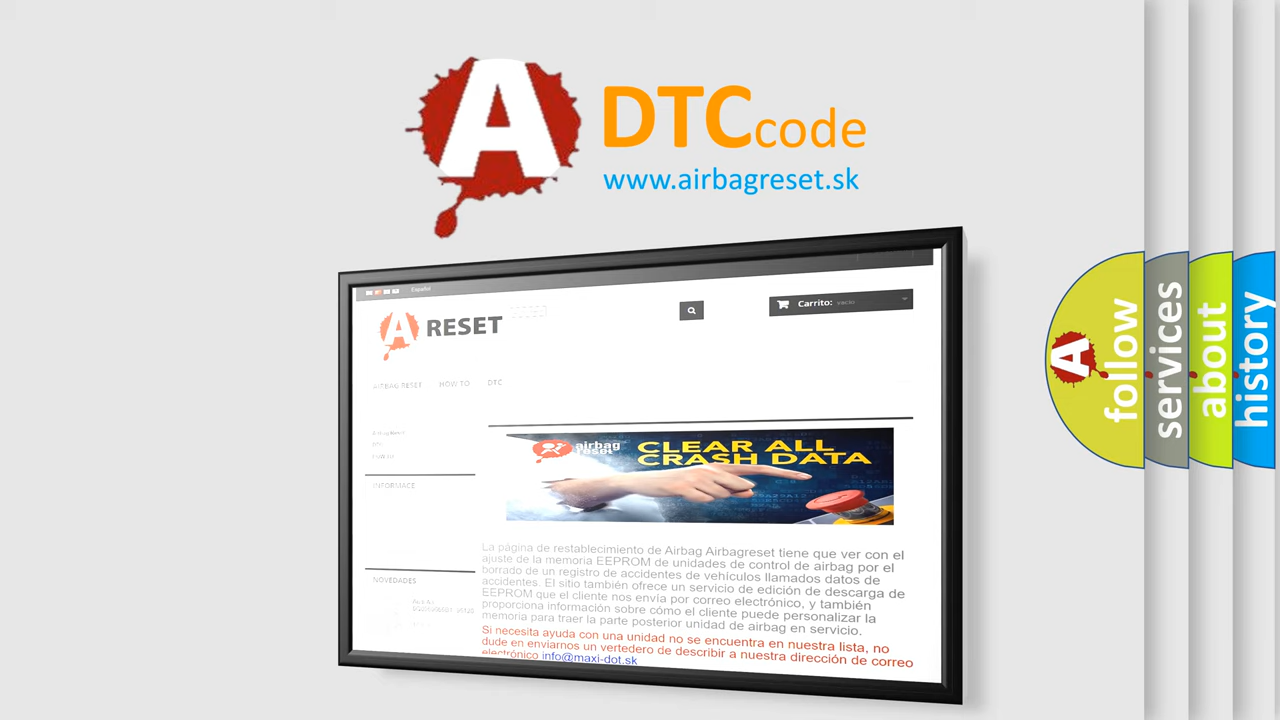 A
DTCcode
www.airbagreset.sk
Español
A RESET
Carrito: vacío
AIRBAG RESET HOW TO DTC
airbag
reset
CLEAR ALL
CRASH DATA
INFORMACE
NOVEDADES
La página de restablecimiento de Airbag Airbagreset tiene que ver con el
ajuste de la memoria EEPROM de unidades de control de airbag por el
borrado de un registro de accidentes de vehículos llamados datos de
accidentes. El sitio también ofrece un servicio de edición de descarga de
EEPROM que el cliente nos envía por correo electrónico, y también
proporciona información sobre cómo el cliente puede personalizar la
memoria para traer la parte posterior unidad de airbag en servicio.
Si necesita ayuda con una unidad no se encuentra en nuestra lista, no
dude en enviarnos un vertedero de describir a nuestra dirección de correo
electrónico info@maxi-dot.sk
A
follow
services
about
history